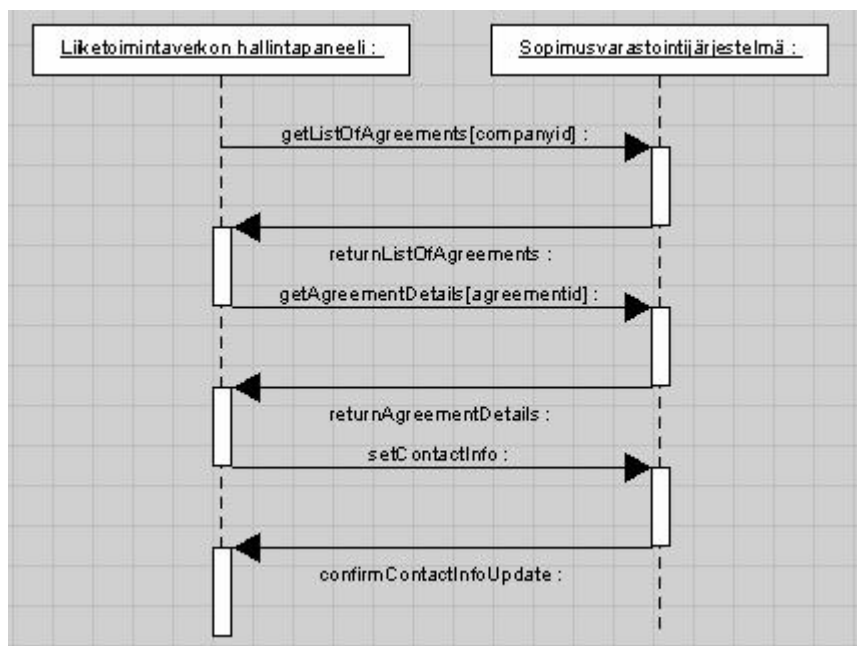 Liiketoimintaverkon hallintapaneeli :
Sopimusvarastointijärjestelmä :
getListOfAgreements[companyid] :
returnListOfAgreements :
getAgreementDetails[agreementid] :
returnAgreementDetails :
setContactInfo :
confirmContactInfoUpdate :